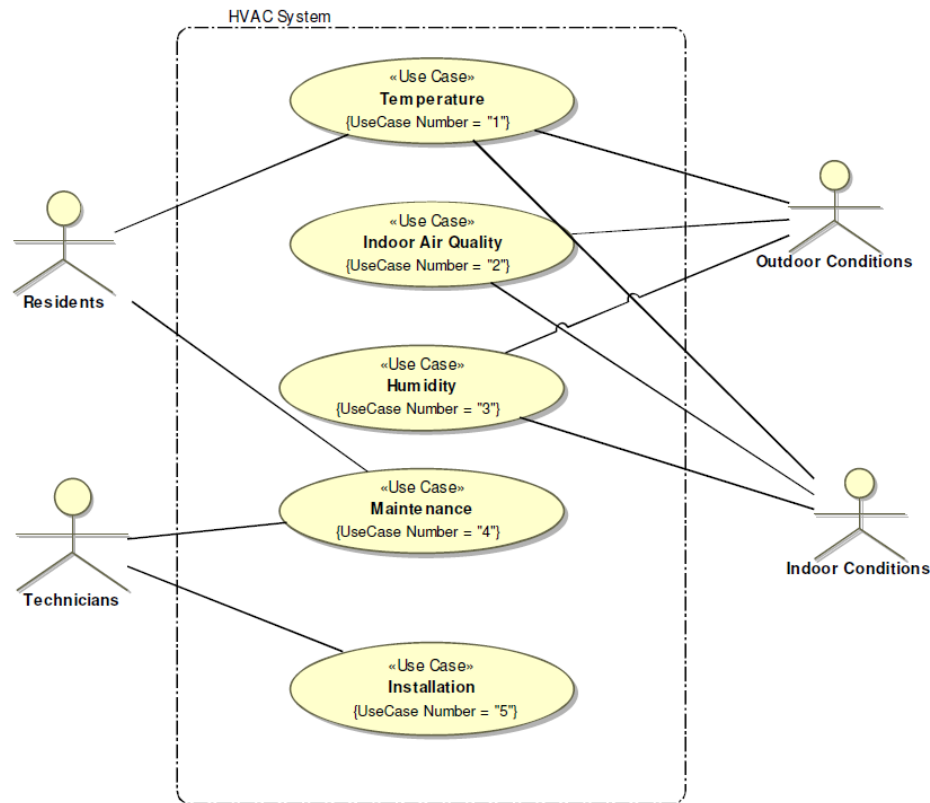 HVAC System
«Use Case»
Temperature
{UseCase Number = "1"}
«Use Case»
Indoor Air Quality
{UseCase Number = "2"}
Outdoor Conditions
Residents
«Use Case»
Humidity
{UseCase Number = "3"}
«Use Case»
Maintenance
{UseCase Number = "4"}
Indoor Conditions
Technicians
«Use Case»
Installation
{UseCase Number = "5"}